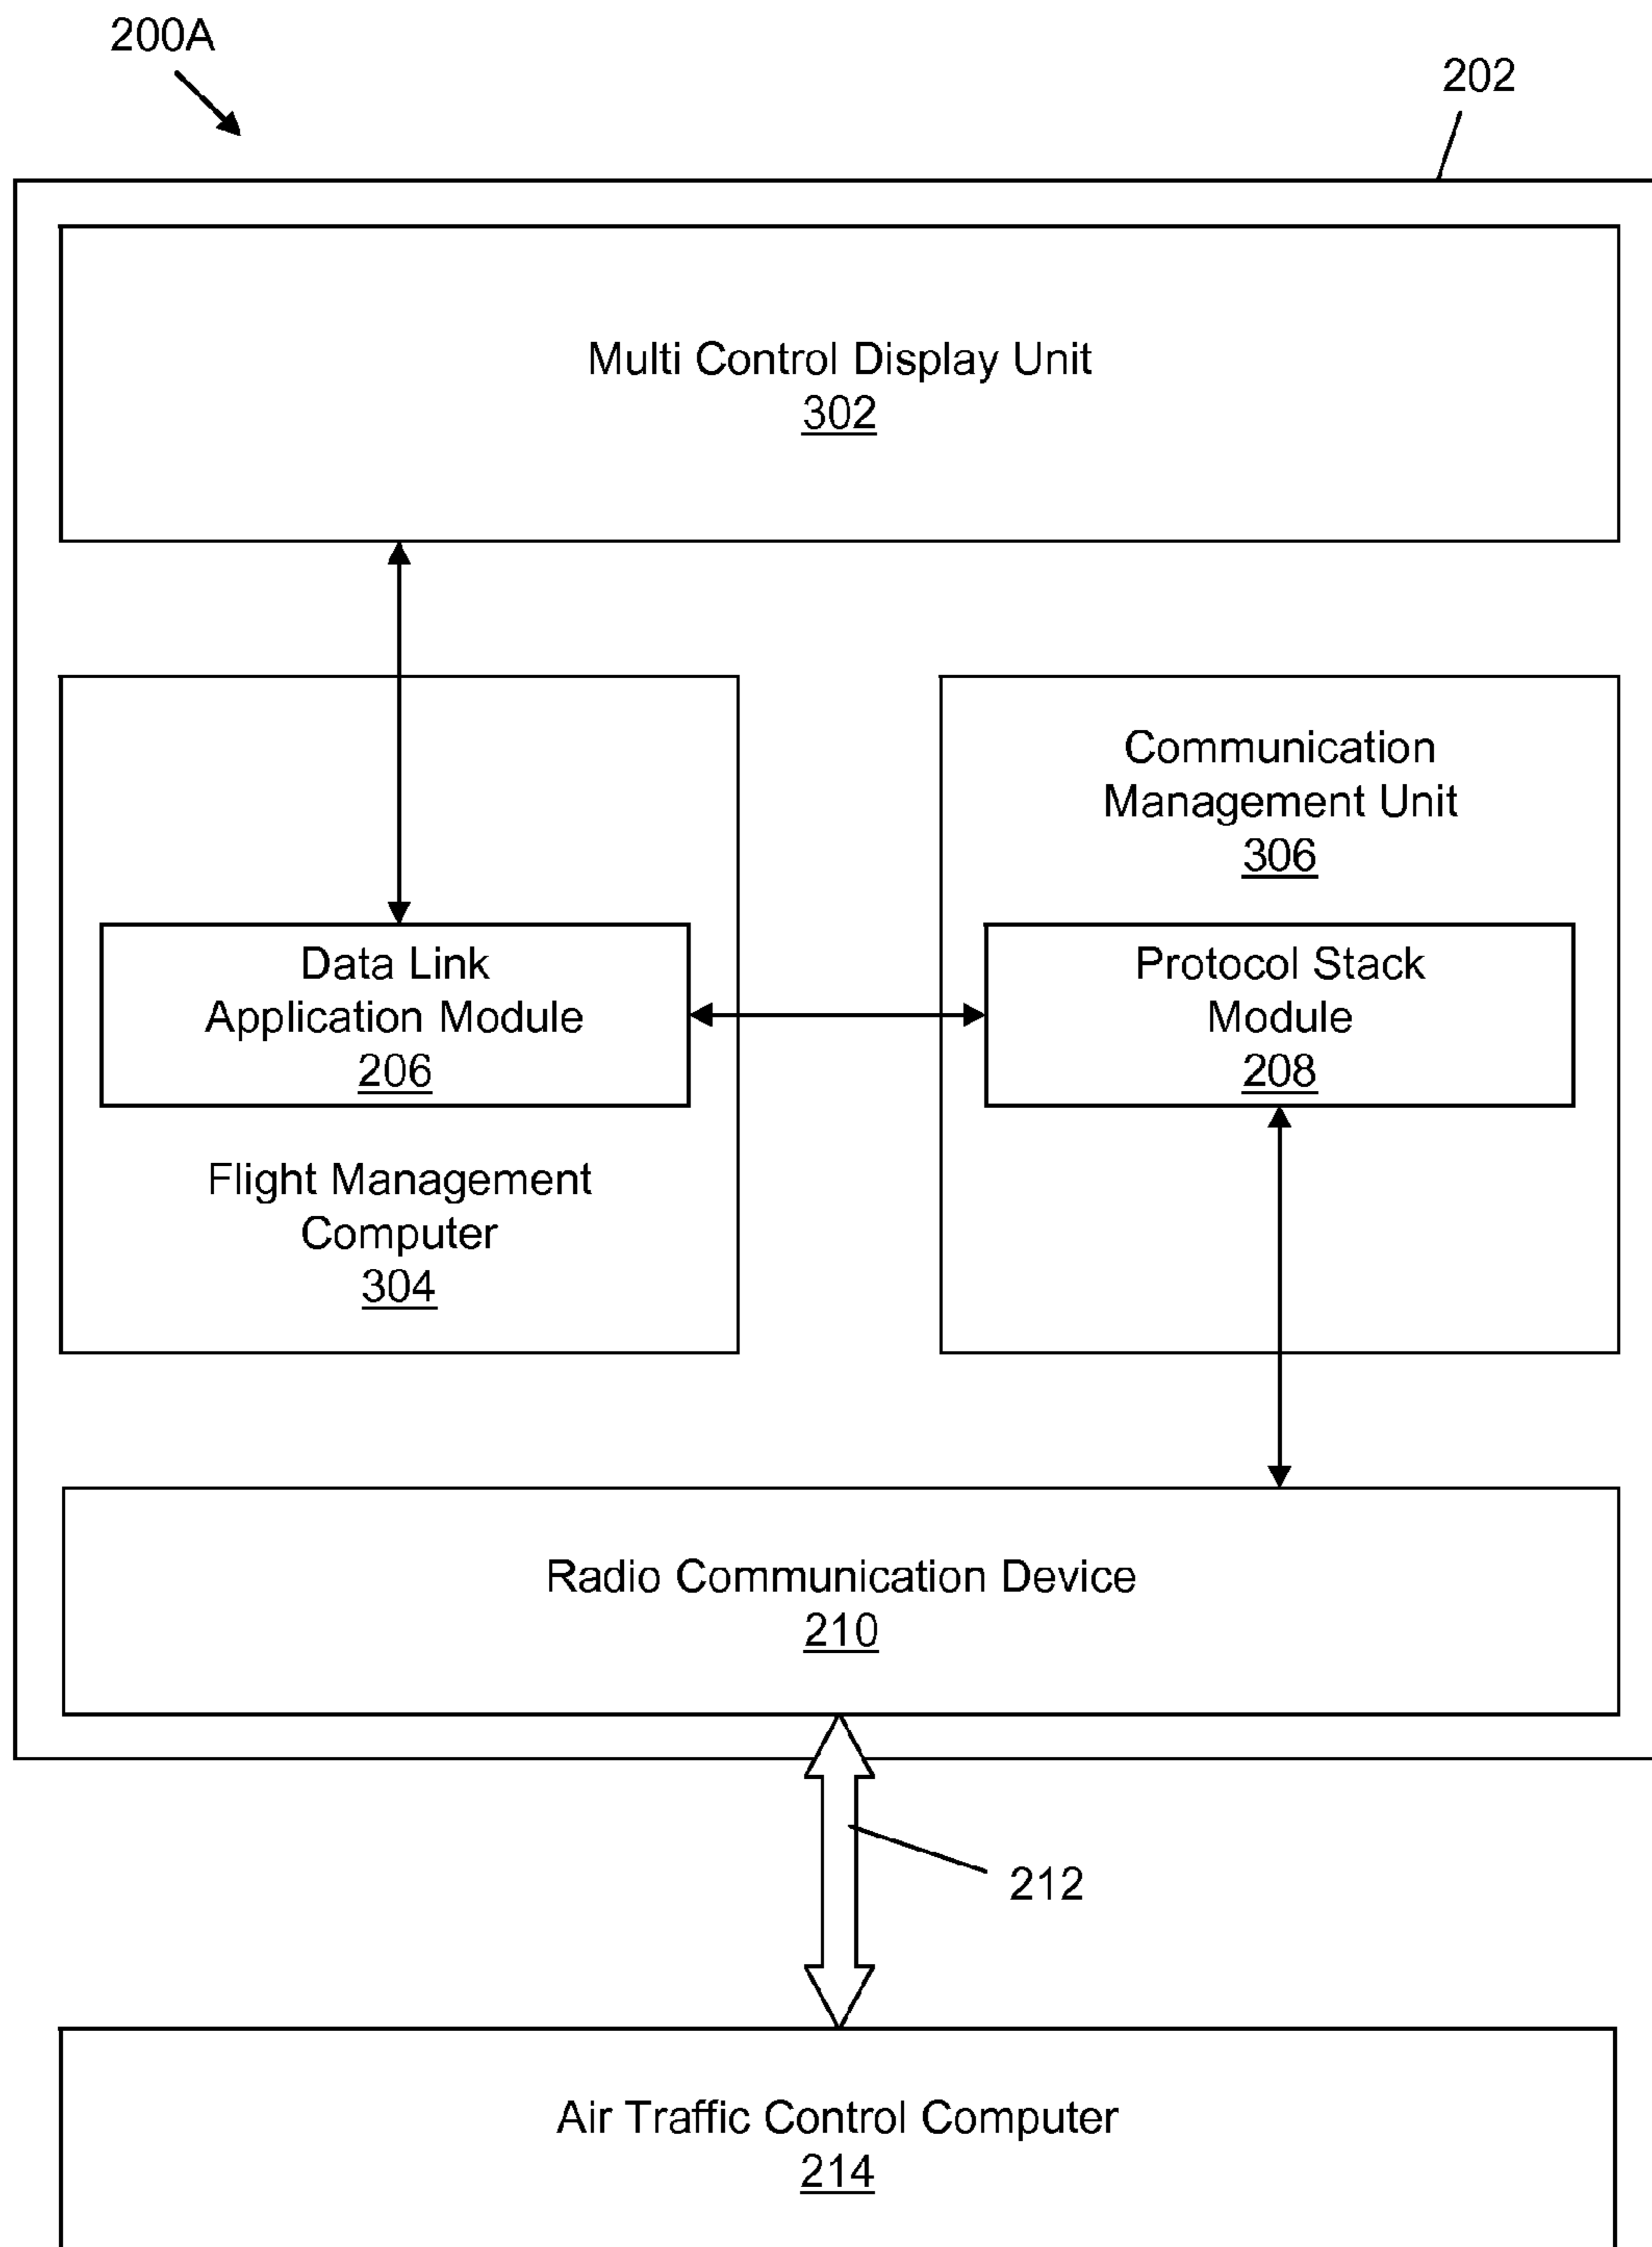 200A
202
Multi Control Display Unit
302
Communication
Management Unit
306
Data Link
Application Module
206
Protocol Stack
Module
208
Flight Management
Computer
304
Radio Communication Device
210
212
Air Traffic Control Computer
214